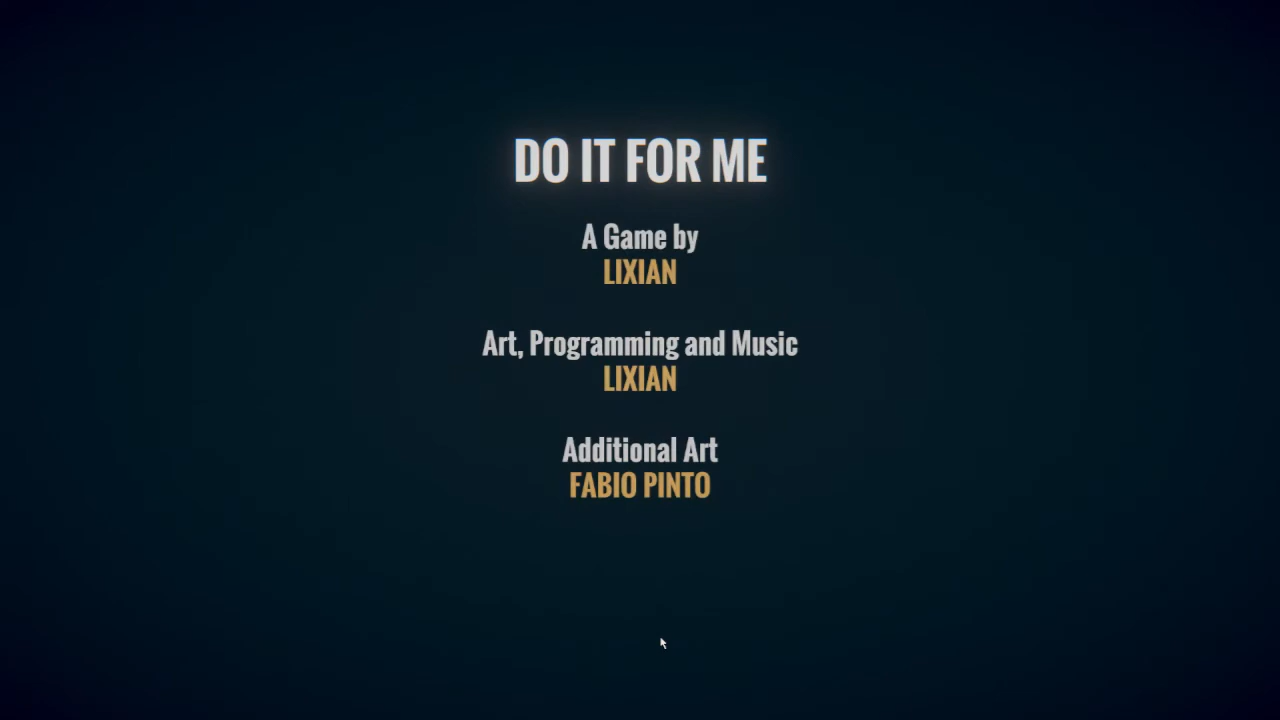 DO IT FOR ME
A Game by
LIXIAN
Art, Programming and Music
LIXIAN
Additional Art
FABIO PINTO